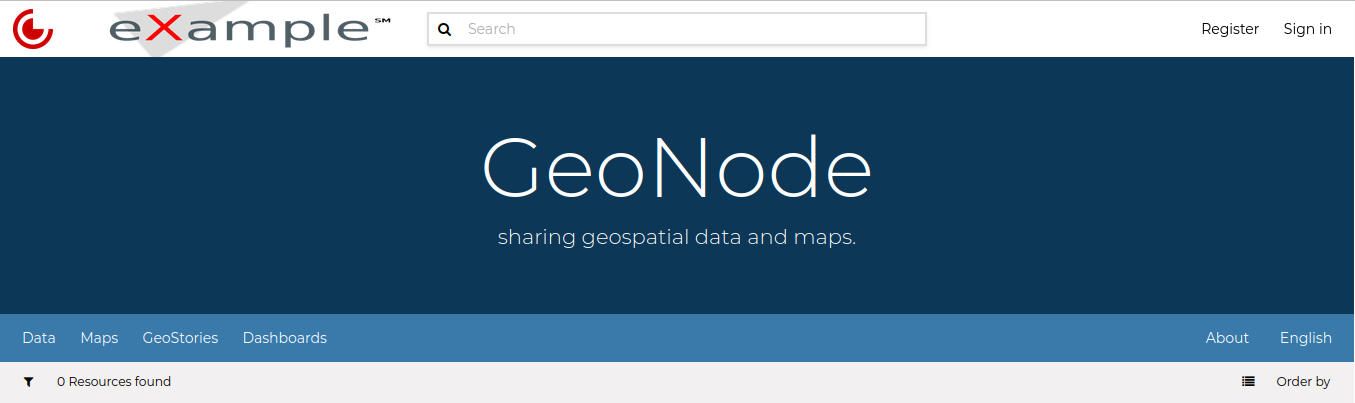 eXample℠ Search Register Sign in
GeoNode
sharing geospatial data and maps.
Data Maps GeoStories Dashboards About English
0 Resources found Order by